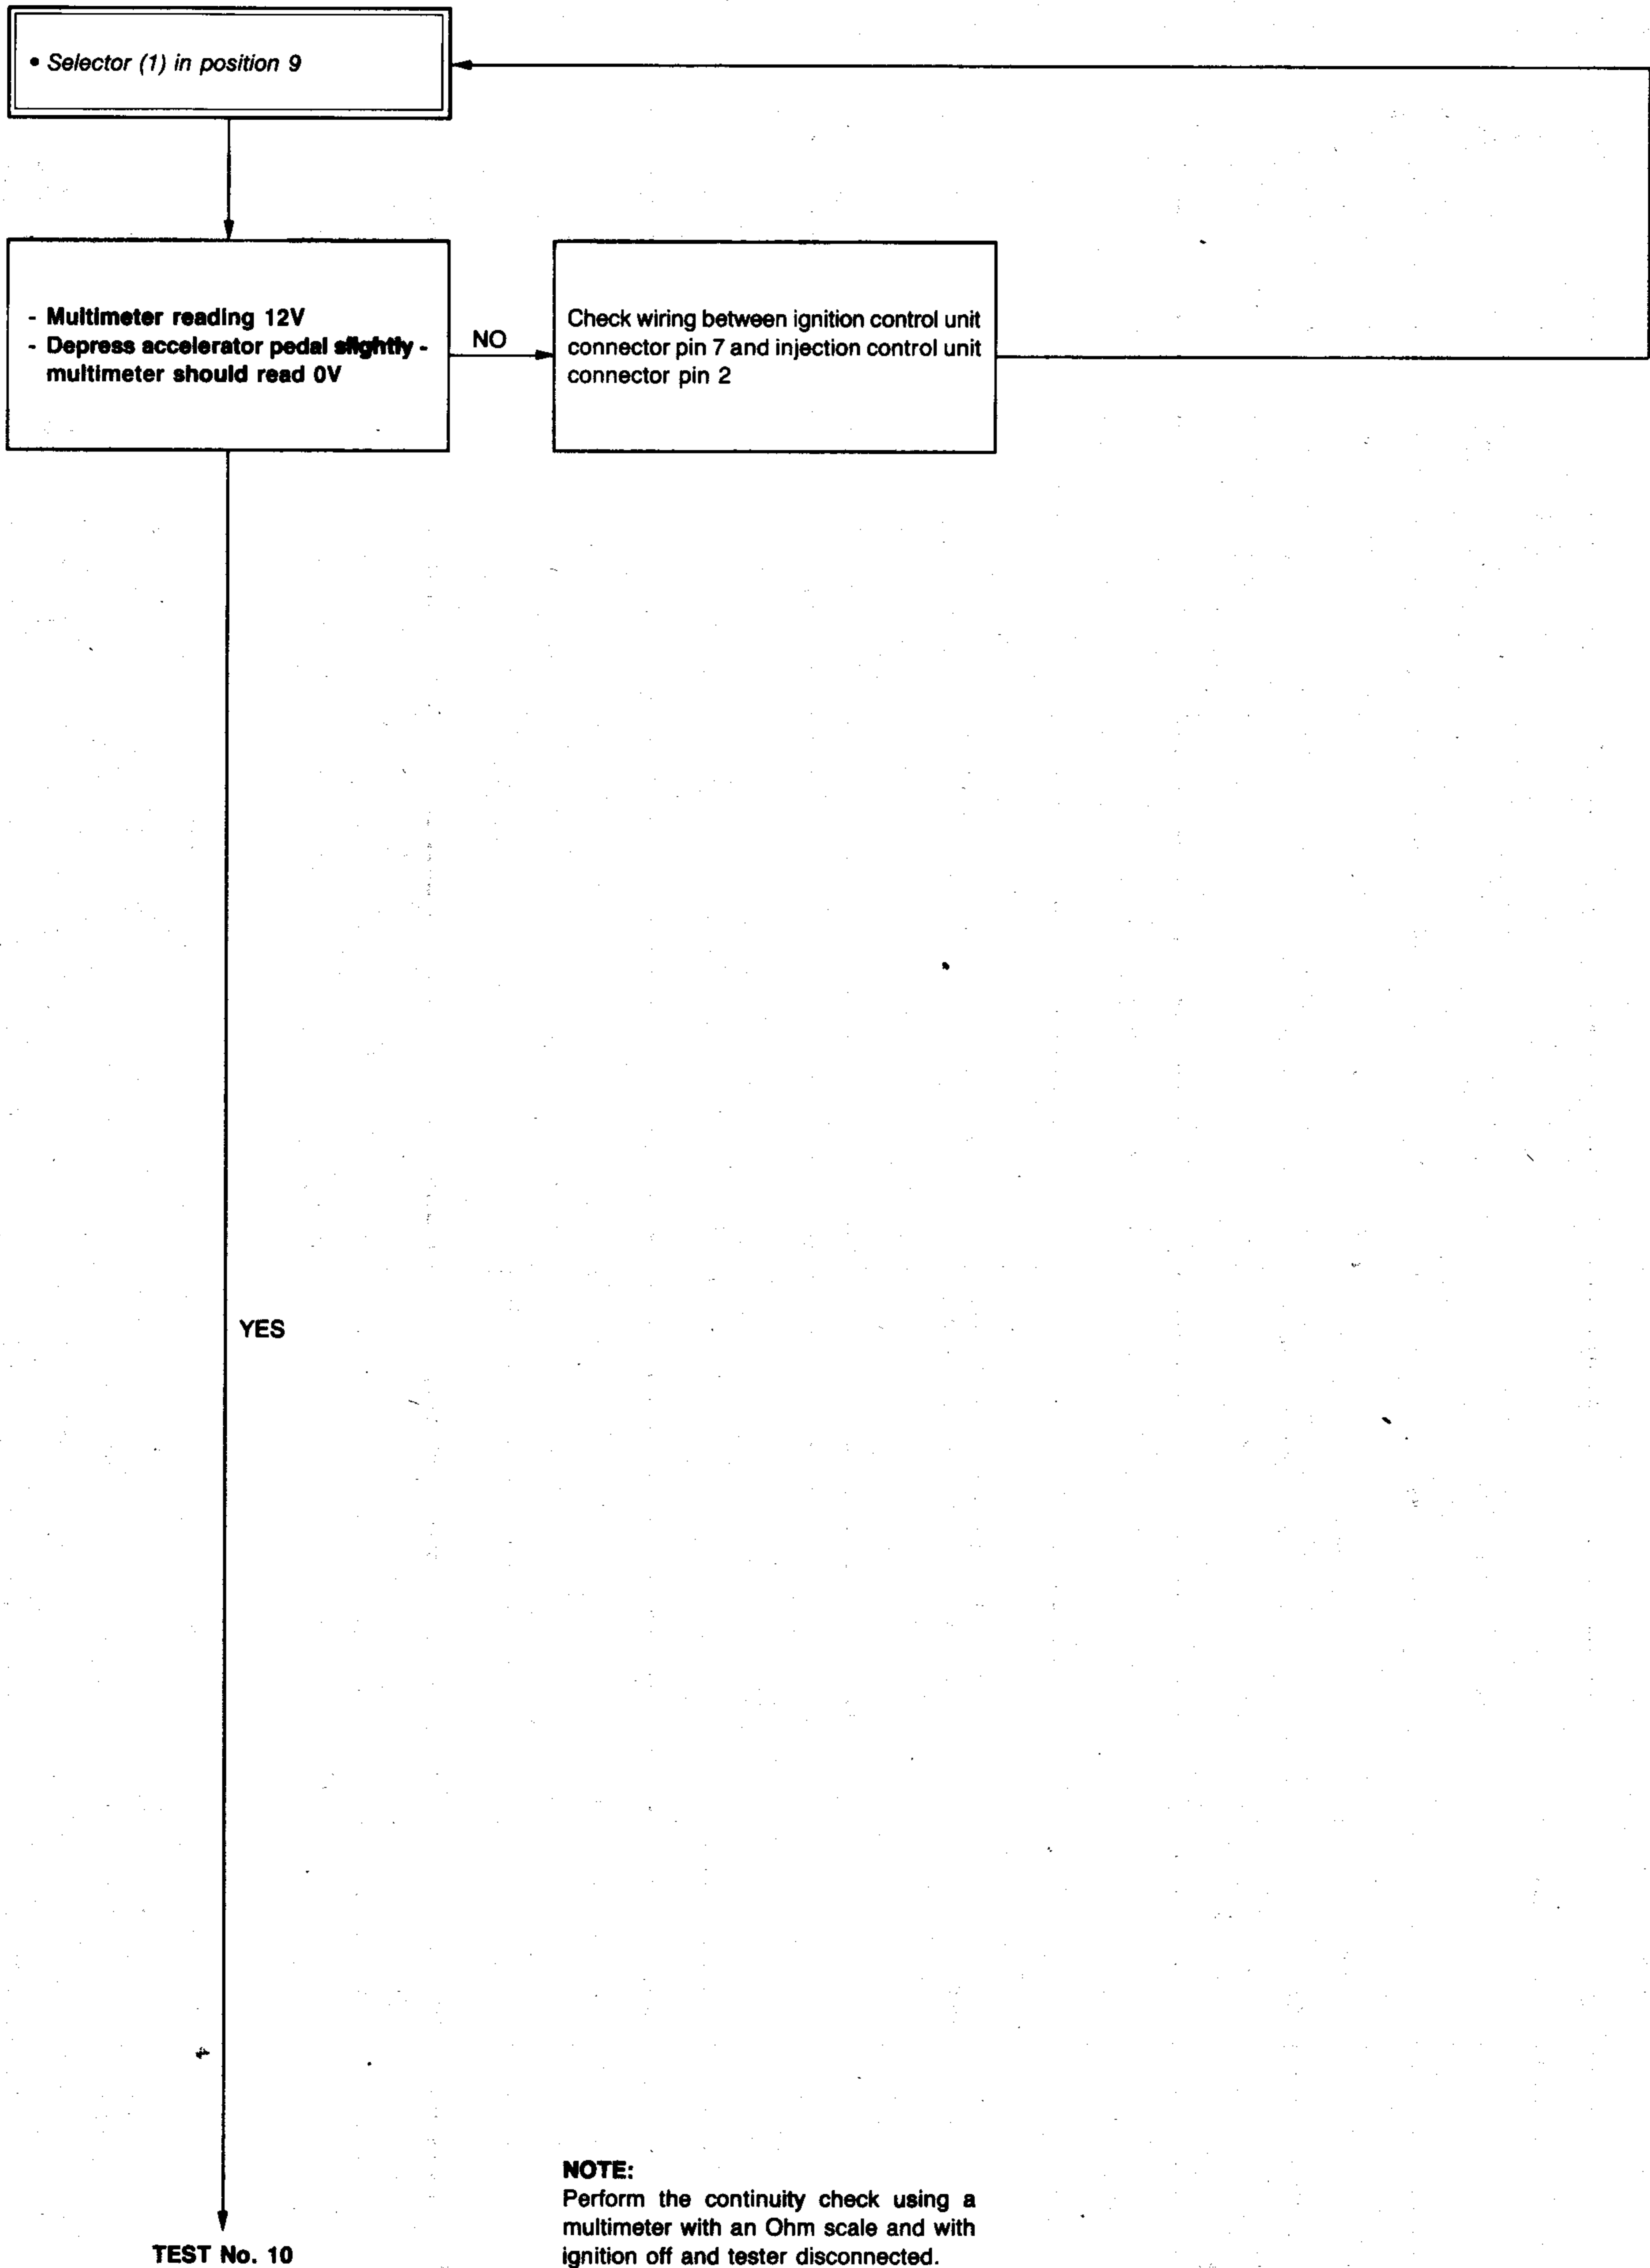 • Selector (1) in position 9
- Multimeter reading 12V
- Depress accelerator pedal slightly -
multimeter should read 0V
NO
Check wiring between ignition control unit
connector pin 7 and injection control unit
connector pin 2
YES
NOTE:
Perform the continuity check using a
multimeter with an Ohm scale and with
ignition off and tester disconnected.
TEST No. 10